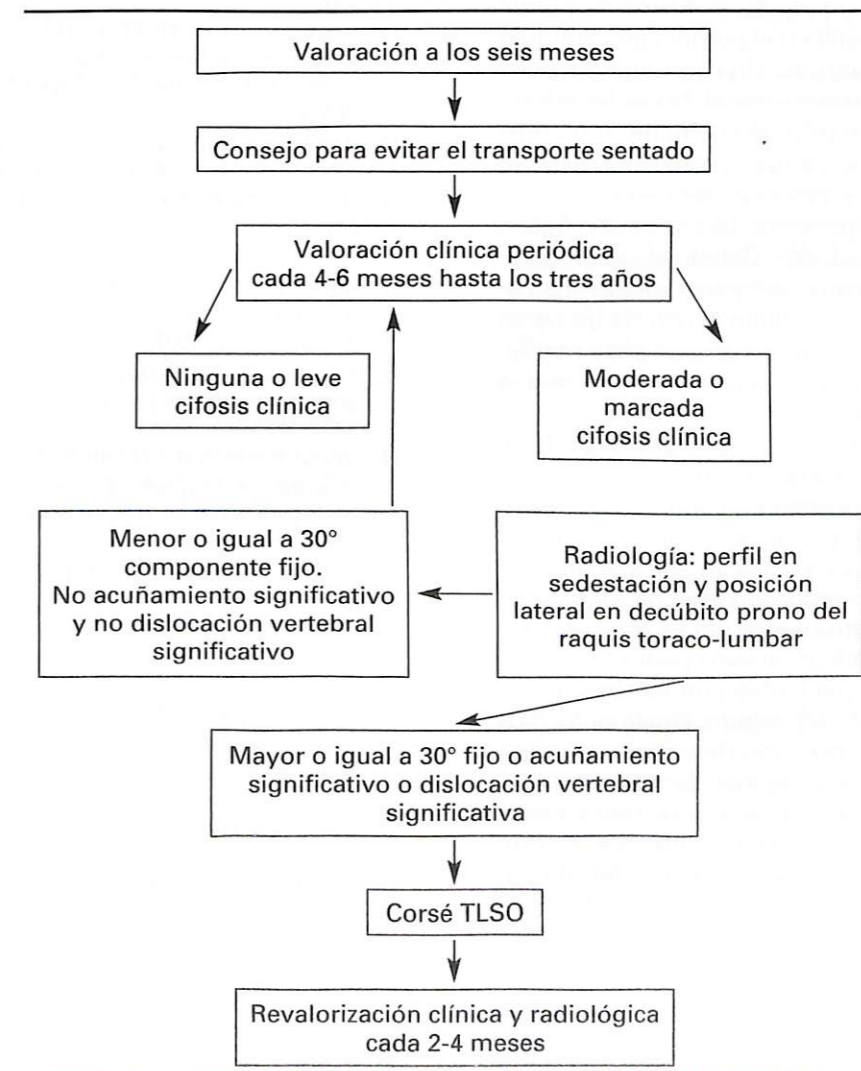 Valoración a los seis meses
Consejo para evitar el transporte sentado
Valoración clínica periódica
cada 4-6 meses hasta los tres años
Ninguna o leve
cifosis clínica
Moderada o
marcada
cifosis clínica
Menor o igual a 30°
componente fijo.
No acuñamiento significativo
y no dislocación vertebral
significativo
Radiología: perfil en
sedestación y posición
lateral en decúbito prono del
raquis toraco-lumbar
Mayor o igual a 30° fijo o acuñamiento
significativo o dislocación vertebral
significativa
Corsé TLSO
Revalorización clínica y radiológica
cada 2-4 meses